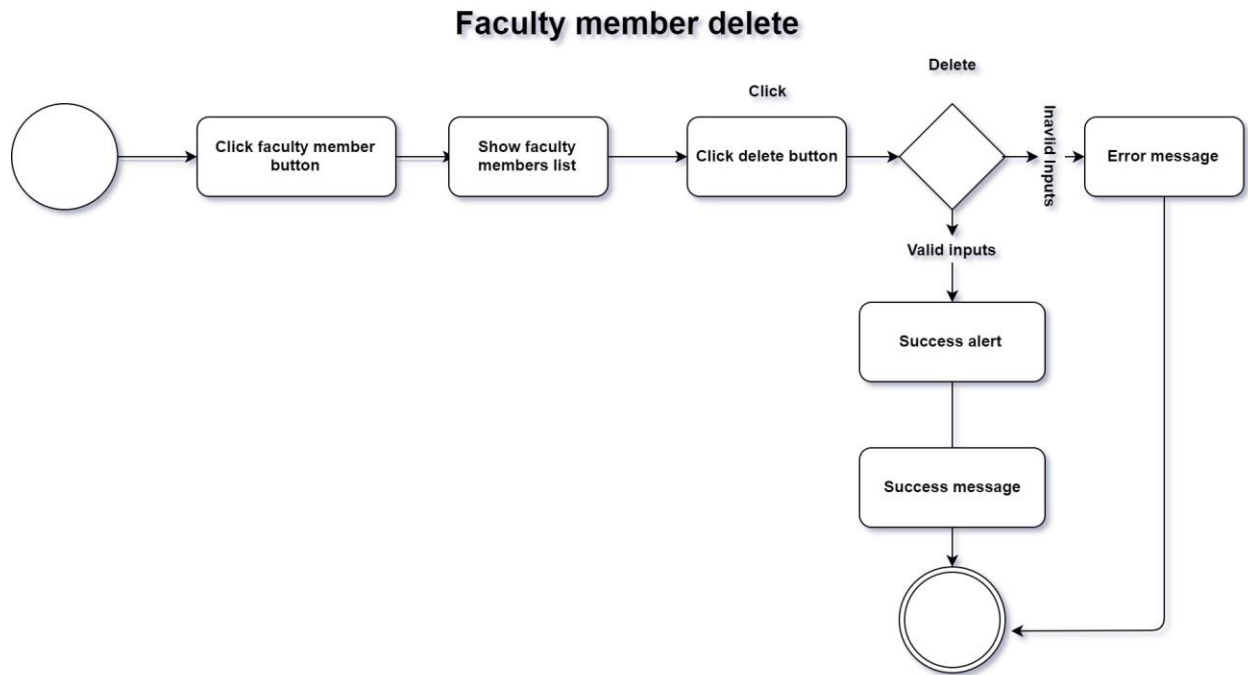 Faculty member delete
Delete
Click
Click faculty member
button
Show faculty
members list
Click delete button
Inavlid Inputs
Error message
Valid inputs
Success alert
Success message